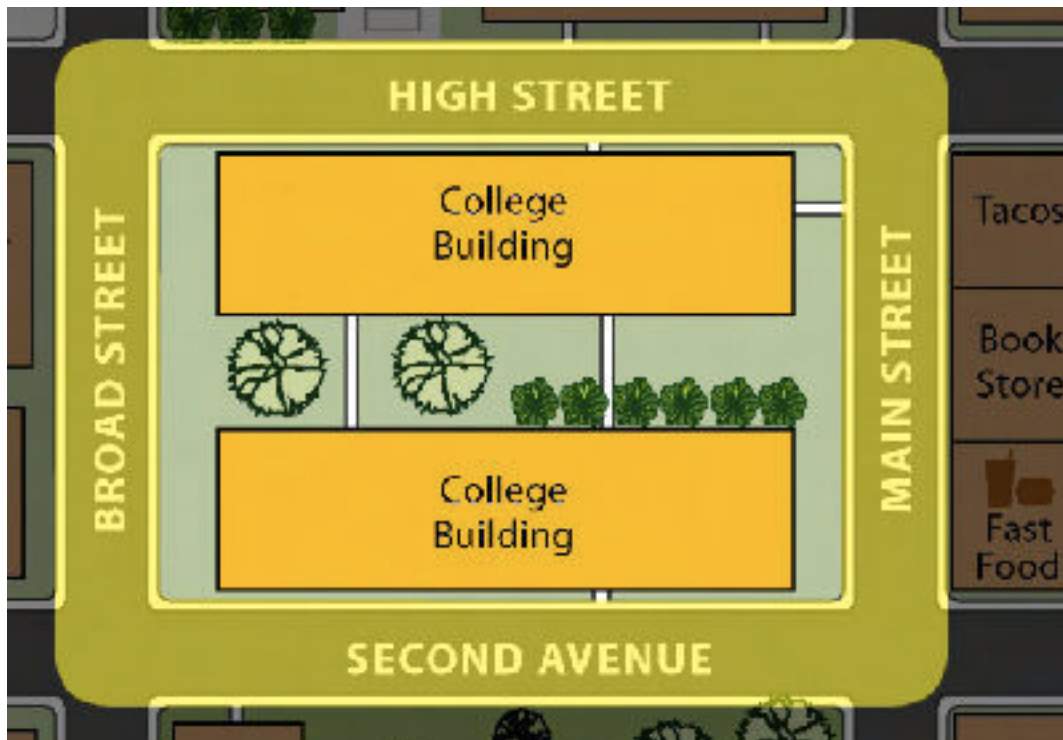 HIGH STREET
College
Building
BROAD STREET
MAIN STREET
Tacos
Book
Store
College
Building
Fast
Food
SECOND AVENUE